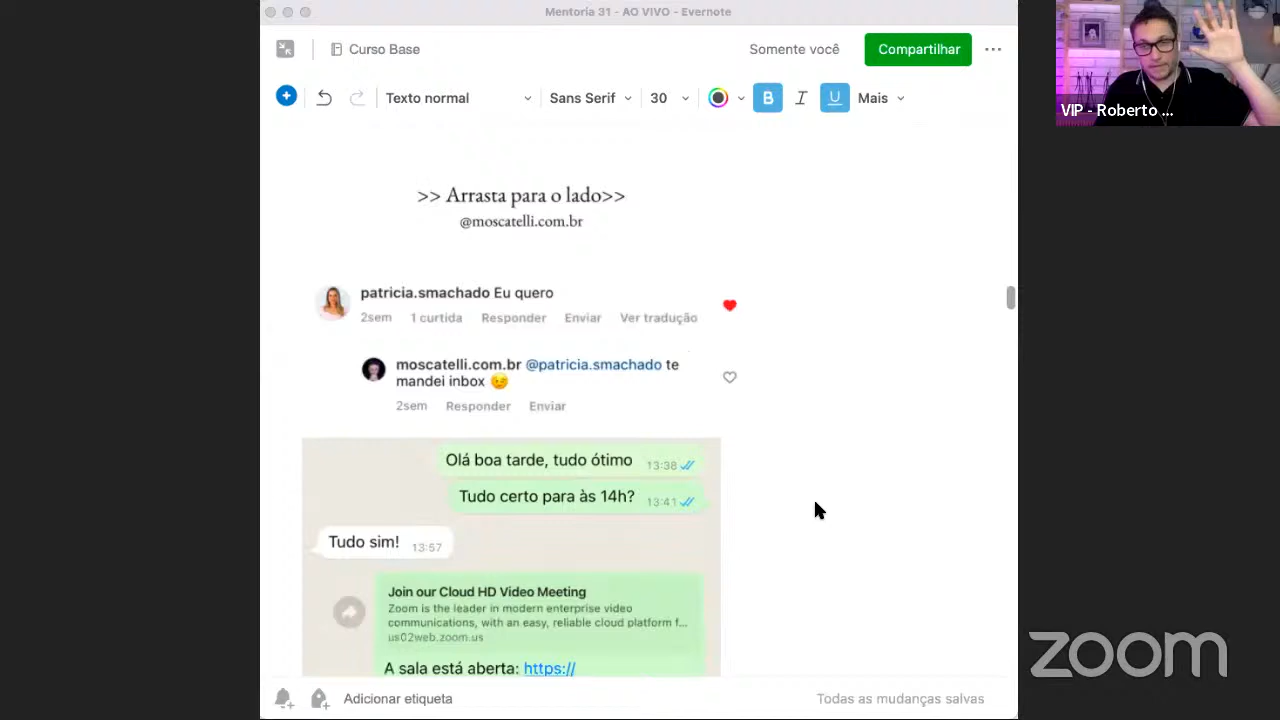 Mentoria 31 - AO VIVO - Evernote
Curso Base
Somente você
Compartilhar
Texto normal
Sans Serif
30
B
I
U
Mais
VIP - Roberto ...
>> Arrasta para o lado>>
@moscatelli.com.br
patricia.smachado Eu quero
2sem 1 curtida Responder Enviar Ver tradução
moscatelli.com.br @patricia.smachado te
mandei inbox 😉
2sem Responder Enviar
Olá boa tarde, tudo ótimo 13:38
Tudo certo para às 14h? 13:41
Tudo sim! 13:57
Join our Cloud HD Video Meeting
Zoom is the leader in modern enterprise video
communications, with an easy, reliable cloud platform f...
us02web.zoom.us
A sala está aberta: https://
Adicionar etiqueta
Todas as mudanças salvas
zoom